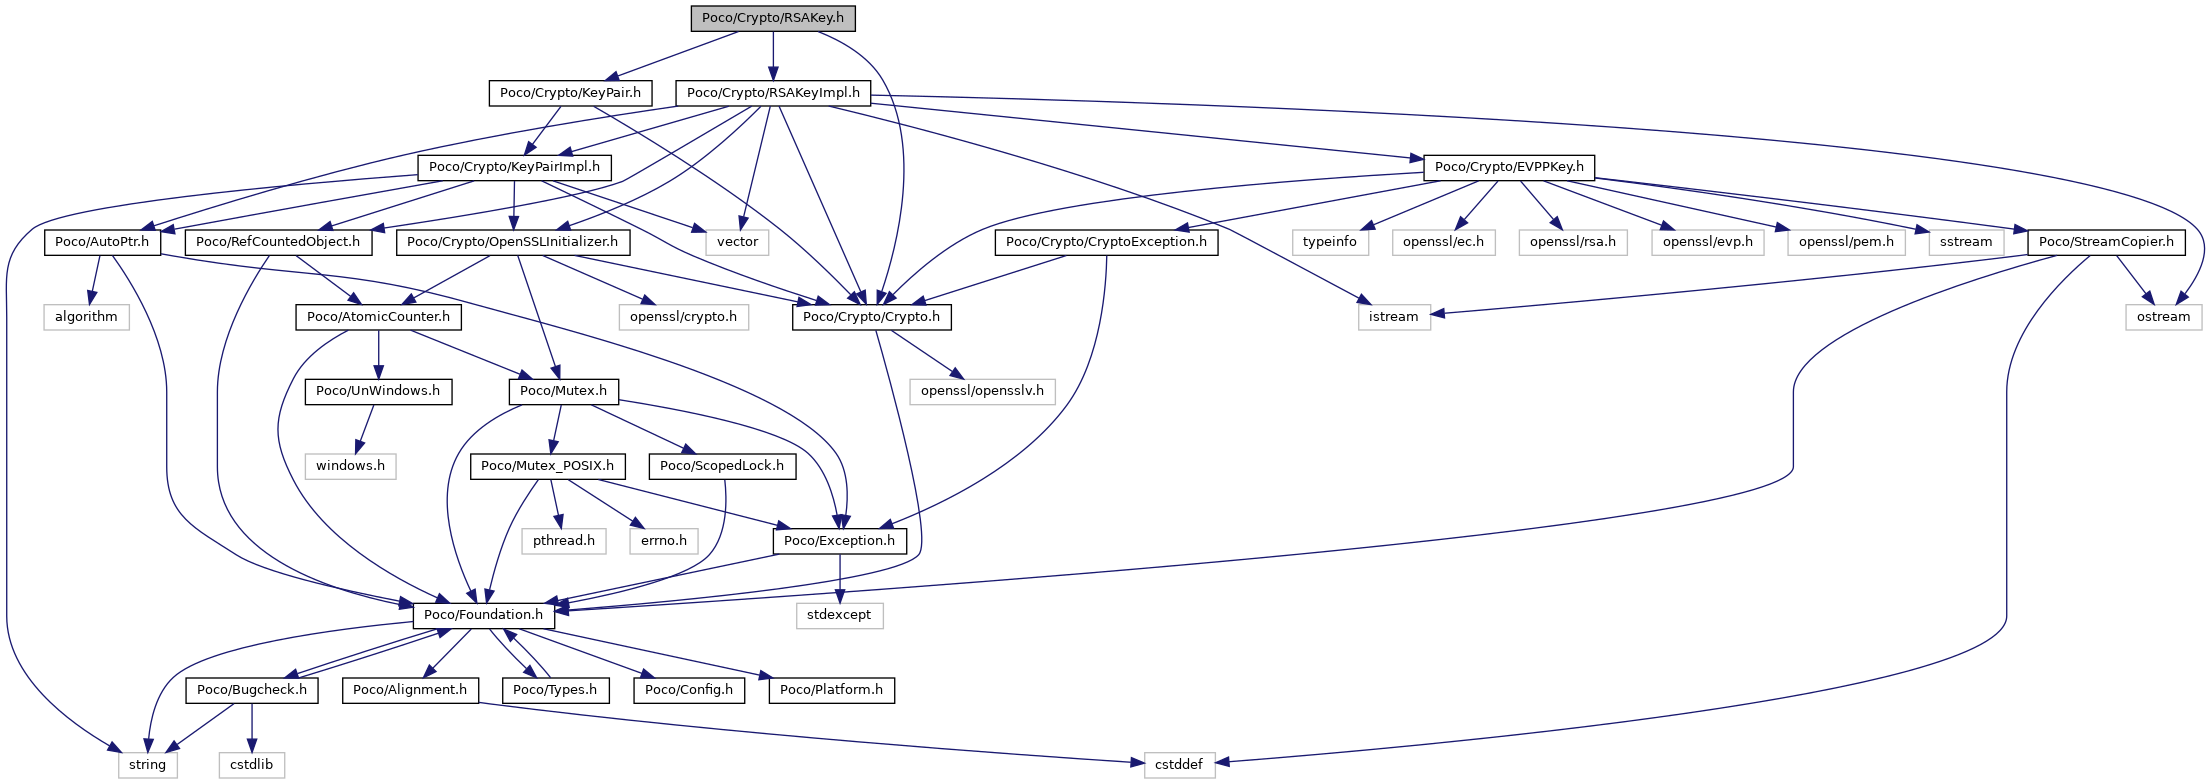 Poco/Crypto/RSAKey.h
Poco/Crypto/KeyPair.h
Poco/Crypto/RSAKeyImpl.h
Poco/Crypto/KeyPairImpl.h
Poco/Crypto/EVPPKey.h
Poco/AutoPtr.h
Poco/RefCountedObject.h
Poco/Crypto/OpenSSLInitializer.h
vector
Poco/Crypto/CryptoException.h
typeinfo
openssl/ec.h
openssl/rsa.h
openssl/evp.h
openssl/pem.h
sstream
Poco/StreamCopier.h
algorithm
Poco/AtomicCounter.h
openssl/crypto.h
Poco/Crypto/Crypto.h
istream
ostream
Poco/UnWindows.h
Poco/Mutex.h
openssl/opensslv.h
windows.h
Poco/Mutex_POSIX.h
Poco/ScopedLock.h
pthread.h
errno.h
Poco/Exception.h
Poco/Foundation.h
stdexcept
Poco/Bugcheck.h
Poco/Alignment.h
Poco/Types.h
Poco/Config.h
Poco/Platform.h
string
cstdlib
cstddef